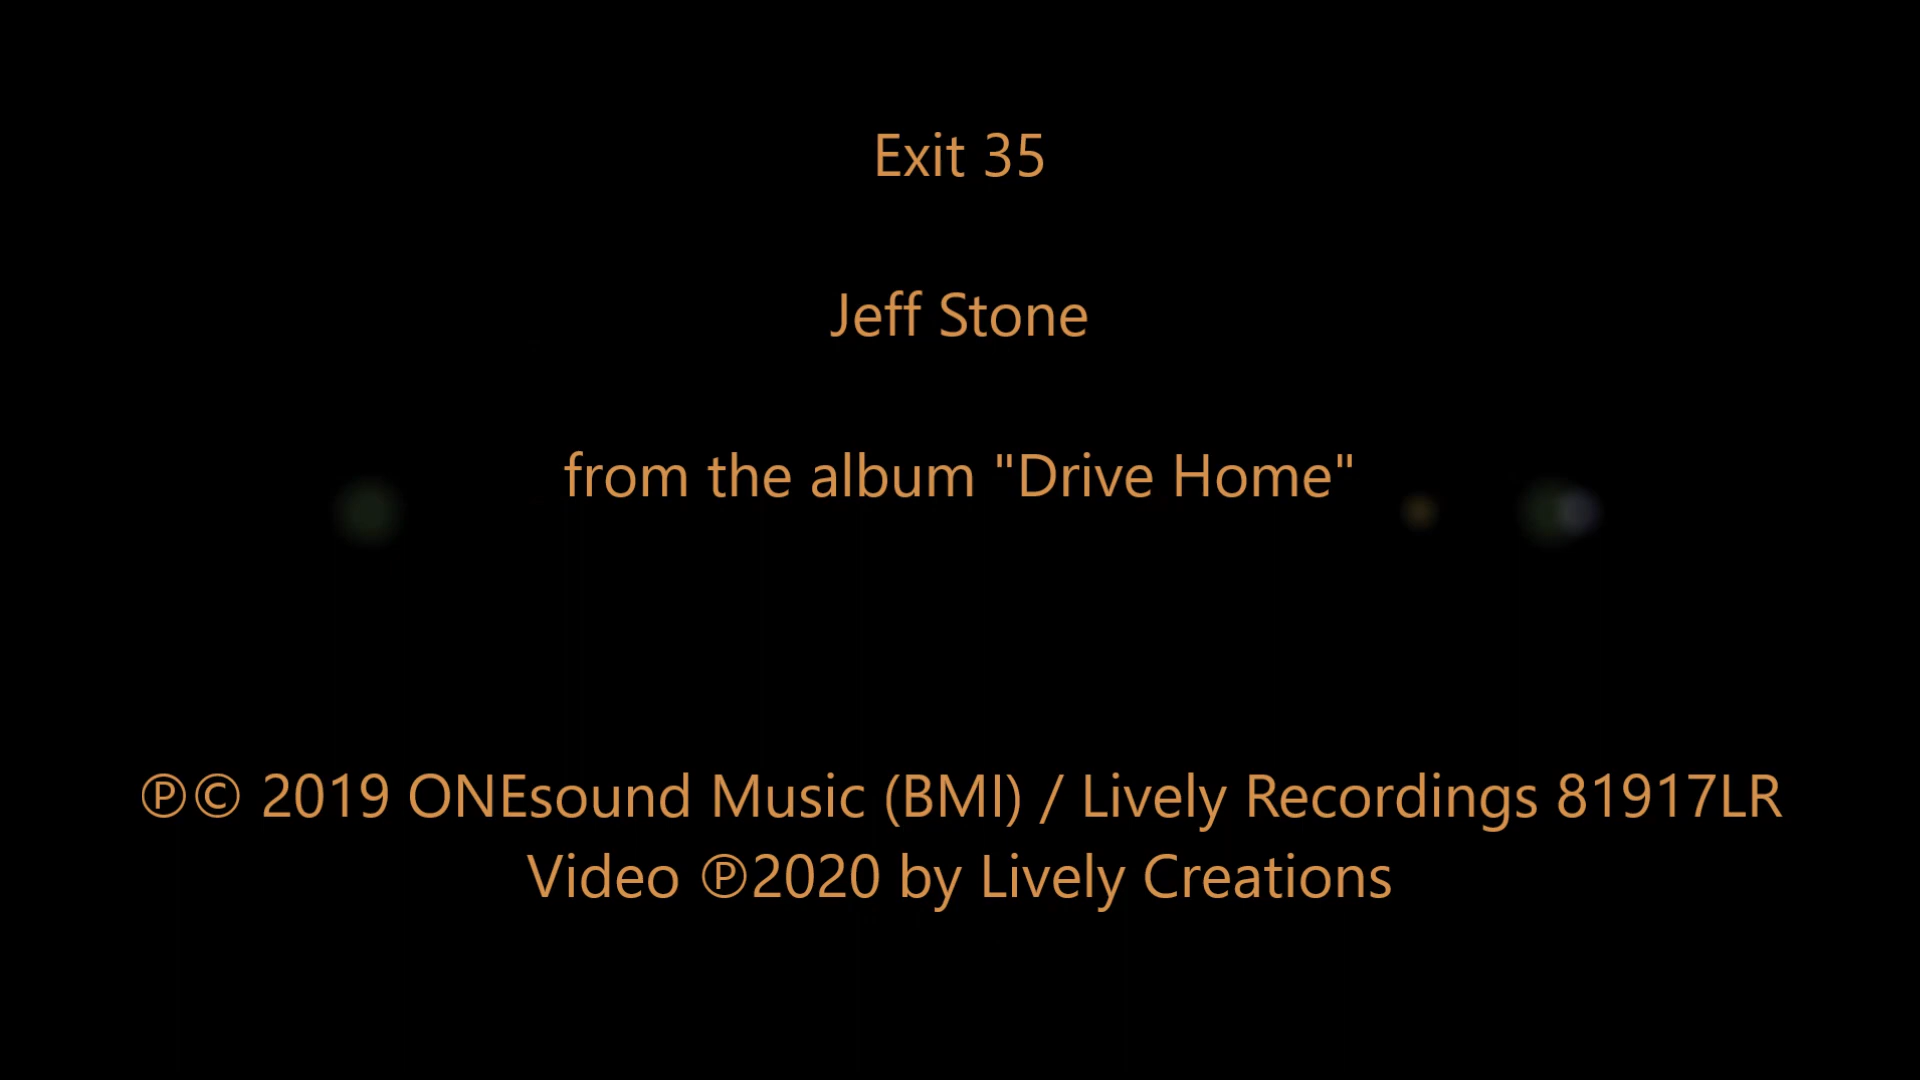 Exit 35
Jeff Stone
from the album "Drive Home"
℗© 2019 ONEsound Music (BMI) / Lively Recordings 81917LR
Video ℗2020 by Lively Creations